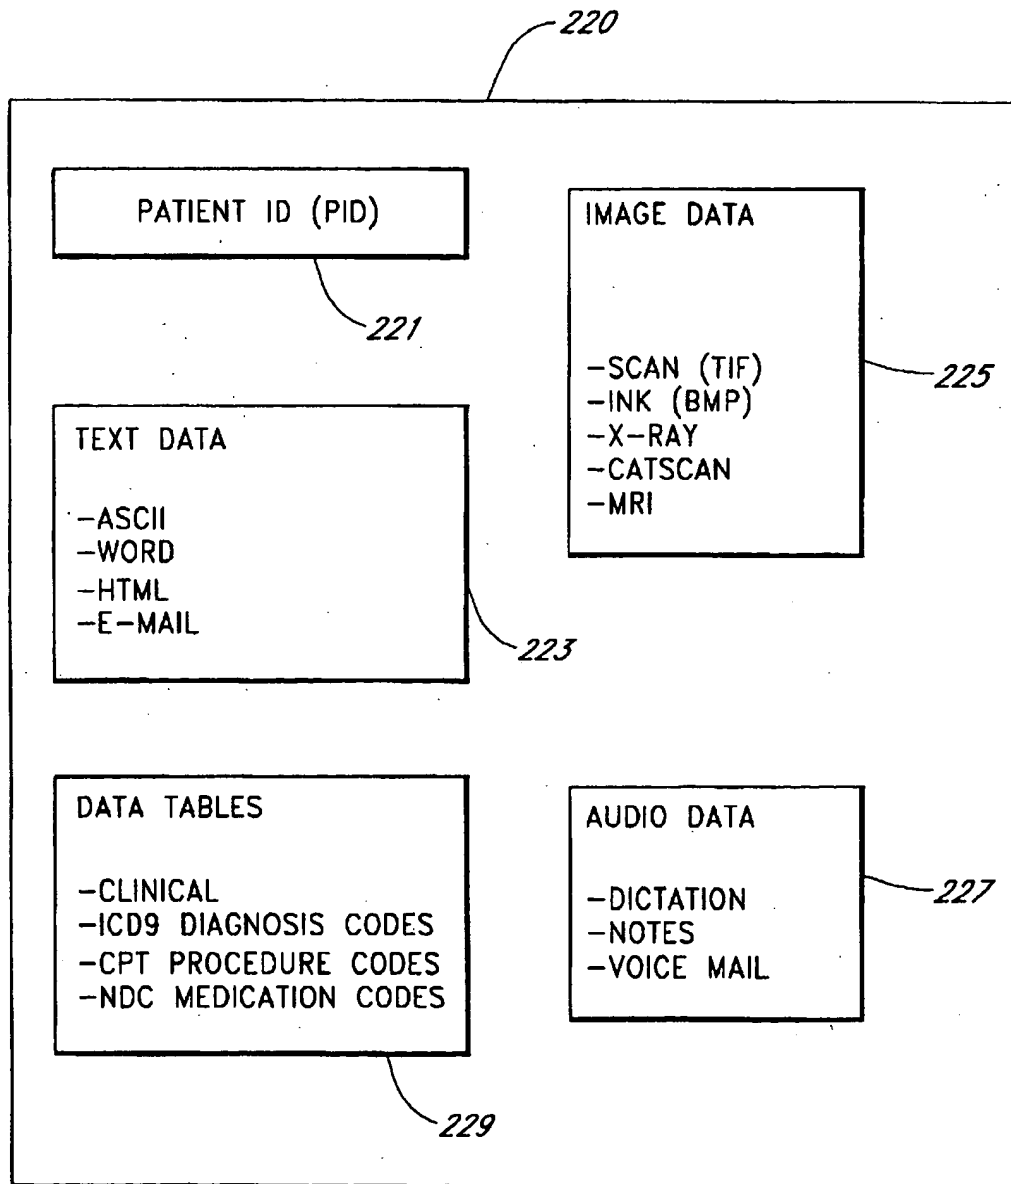 220
PATIENT ID (PID)
221
IMAGE DATA
-SCAN (TIF)
-INK (BMP)
-X-RAY
-CATSCAN
-MRI
225
TEXT DATA
-ASCII
-WORD
-HTML
-E-MAIL
223
DATA TABLES
-CLINICAL
-ICD9 DIAGNOSIS CODES
-CPT PROCEDURE CODES
-NDC MEDICATION CODES
229
AUDIO DATA
-DICTATION
-NOTES
-VOICE MAIL
227